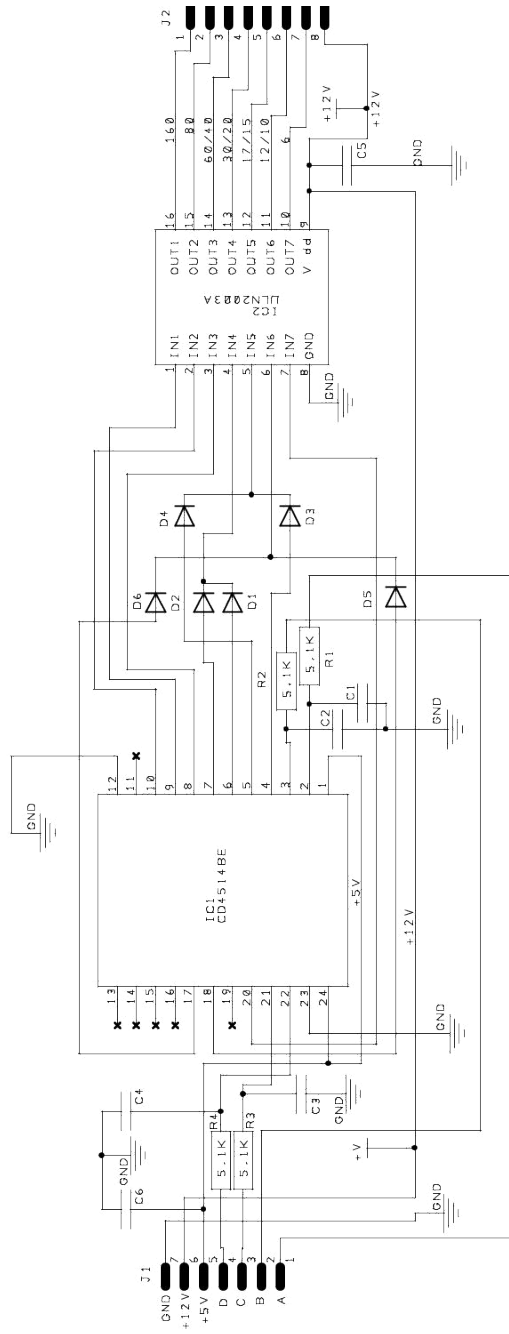 J2
1
2
3
4
5
6
7
8
160
80
60/40
30/20
17/15
12/10
6
+12V
+12V
C5
GND
16
15
14
13
12
11
10
9
OUT1
OUT2
OUT3
OUT4
OUT5
OUT6
OUT7
V dd
IC2
ULN2003A
IN1
IN2
IN3
IN4
IN5
IN6
IN7
GND
1
2
3
4
5
6
7
8
GND
D4
D3
D6
D2
D1
D5
R2
5.1K
5.1K
R1
C2
C1
GND
GND
12
11
10
9
8
7
6
5
4
3
2
1
IC1
CD4514BE
+5V
+12V
13
14
15
16
17
18
19
20
21
22
23
24
GND
C4
GND
C6
R4
5.1K
5.1K
R3
C3
GND
+V
GND
J1
7
6
5
4
3
2
1
GND
+12V
+5V
D
C
B
A